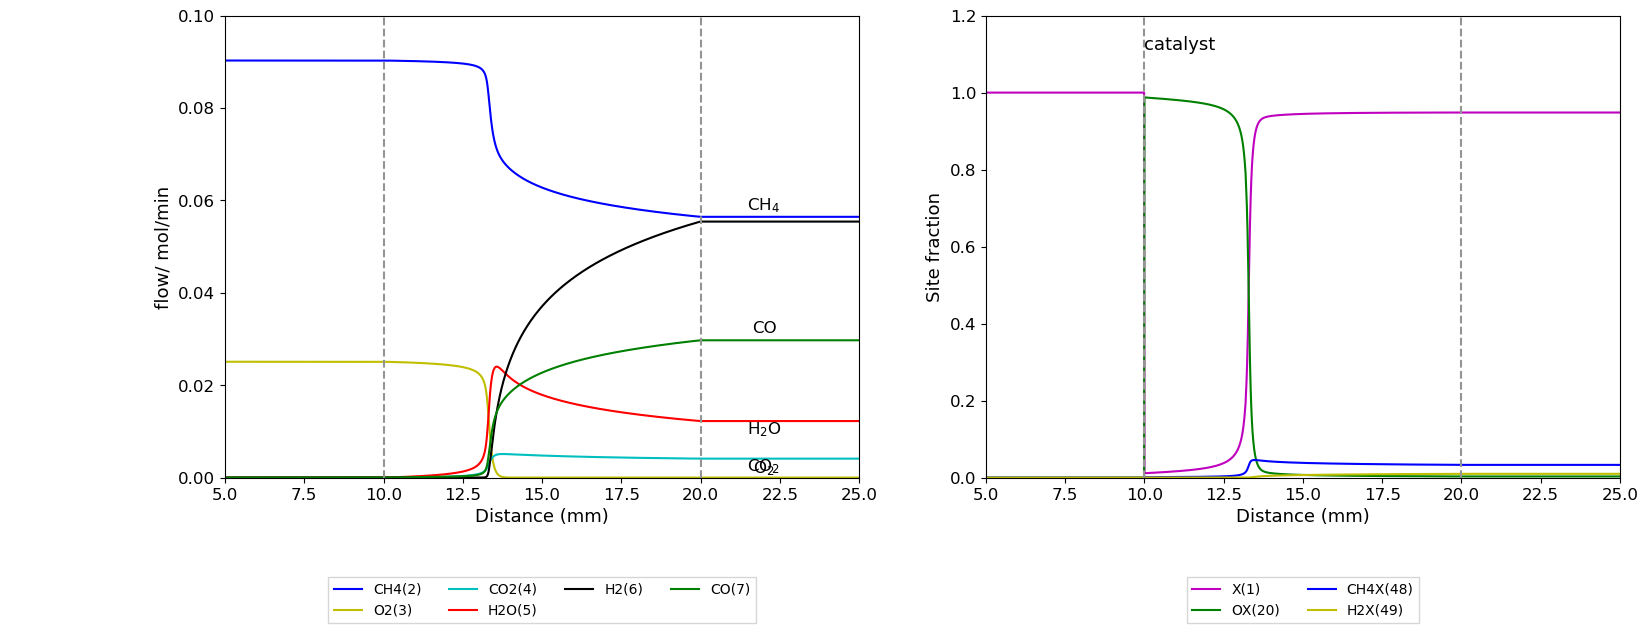 0.10
0.08
0.06
0.04
0.02
0.00
flow/ mol/min
CH₄
CO
H₂O
CO₂
O₂
5.0 7.5 10.0 12.5 15.0 17.5 20.0 22.5 25.0
Distance (mm)
CH4(2) CO2(4) H2(6) CO(7)
O2(3) H2O(5)
1.2
1.0
0.8
0.6
0.4
0.2
0.0
Site fraction
catalyst
5.0 7.5 10.0 12.5 15.0 17.5 20.0 22.5 25.0
Distance (mm)
X(1) CH4X(48)
OX(20) H2X(49)